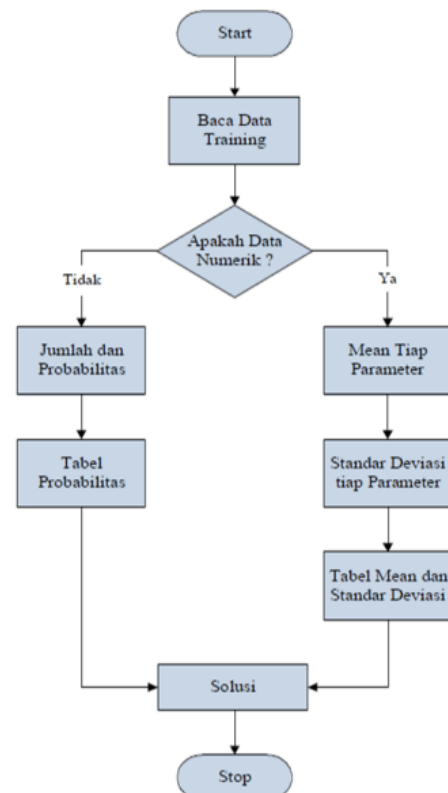 Start
Baca Data
Training
Apakah Data
Numerik ?
Tidak
Ya
Jumlah dan
Probabilitas
Mean Tiap
Parameter
Tabel
Probabilitas
Standar Deviasi
tiap Parameter
Tabel Mean dan
Standar Deviasi
Solusi
Stop